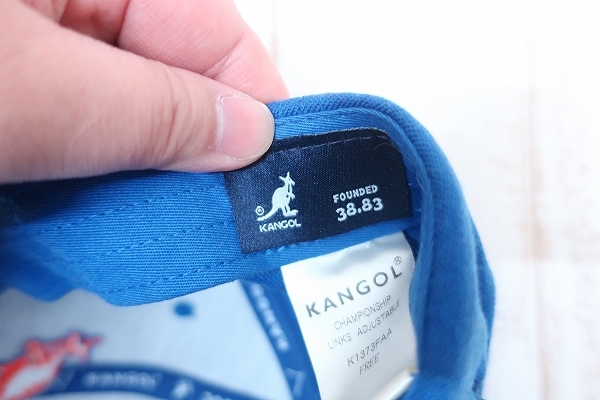 KANGOL
FOUNDED
38.83
KANGOL®
CHAMPIONSHIP
LINKS ADJUSTABLE
K1373FAA
FREE
KANGOL